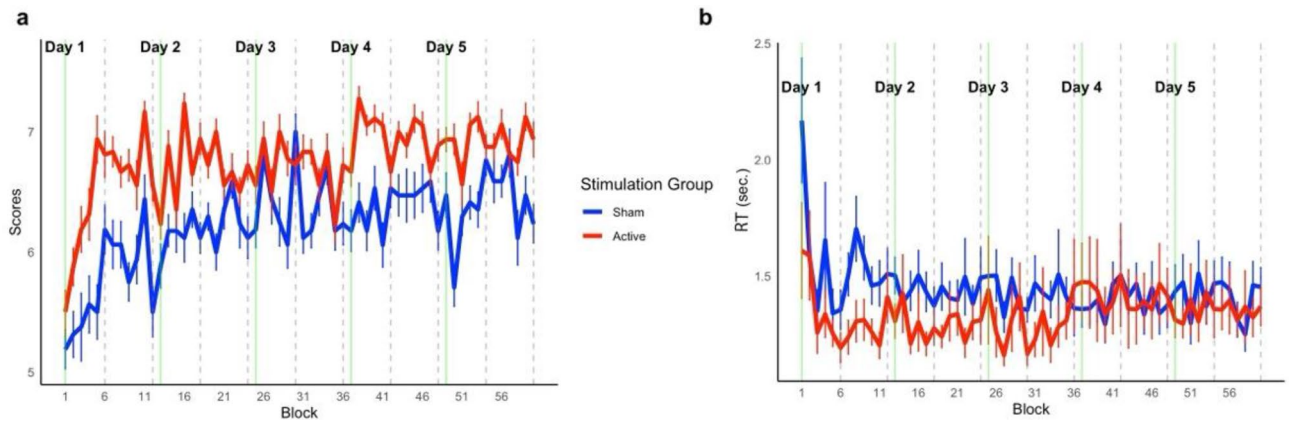 a
Day 1 Day 2 Day 3 Day 4 Day 5
7
6
5
Scores
1 6 11 16 21 26 31 36 41 46 51 56
Block
Stimulation Group
Sham
Active
b
2.5
2.0
1.5
RT (sec.)
Day 1 Day 2 Day 3 Day 4 Day 5
1 6 11 16 21 26 31 36 41 46 51 56
Block